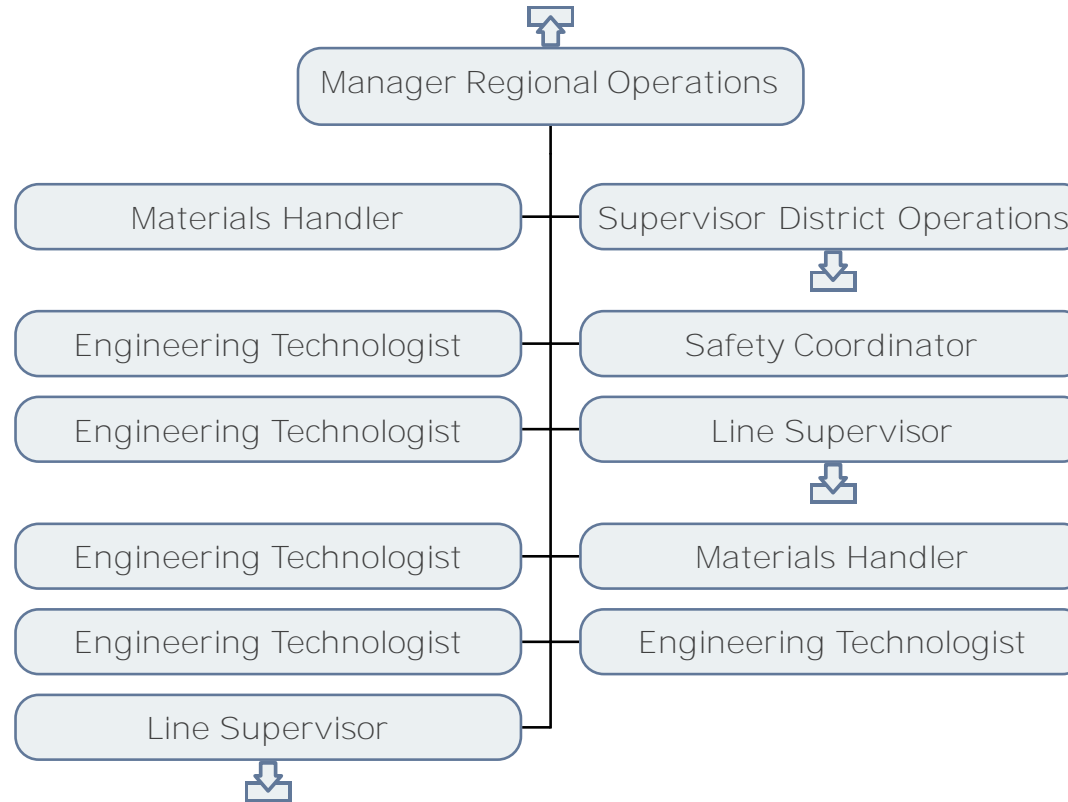 Manager Regional Operations
Materials Handler
Supervisor District Operations
Engineering Technologist
Safety Coordinator
Engineering Technologist
Line Supervisor
Engineering Technologist
Materials Handler
Engineering Technologist
Engineering Technologist
Line Supervisor